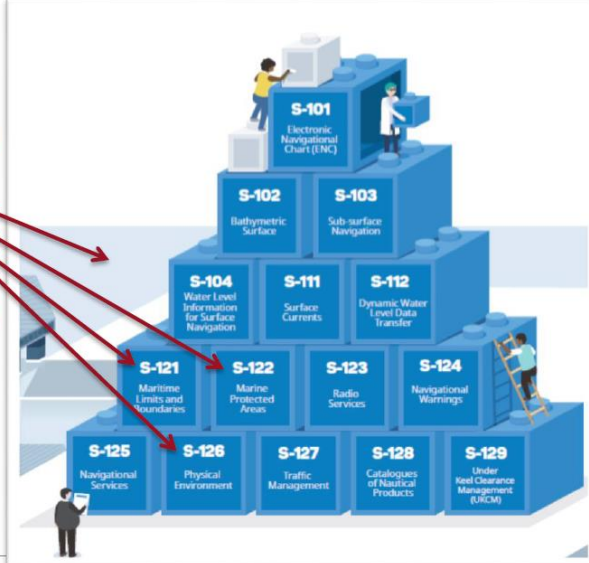 S-101
Electronic
Navigational
Chart (ENC)
S-102
Bathymetric
Surface
S-103
Sub-surface
Navigation
S-104
Water Level
Information
for Surface
Navigation
S-111
Surface
Currents
S-112
Dynamic Water
Level Data
Transfer
S-121
Maritime
Limits and
Boundaries
S-122
Marine
Protected
Areas
S-123
Radio
Services
S-124
Navigational
Warnings
S-125
Navigational
Services
S-126
Physical
Environment
S-127
Traffic
Management
S-128
Catalogues
of Nautical
Products
S-129
Under
Keel Clearance
Management
(UKCM)